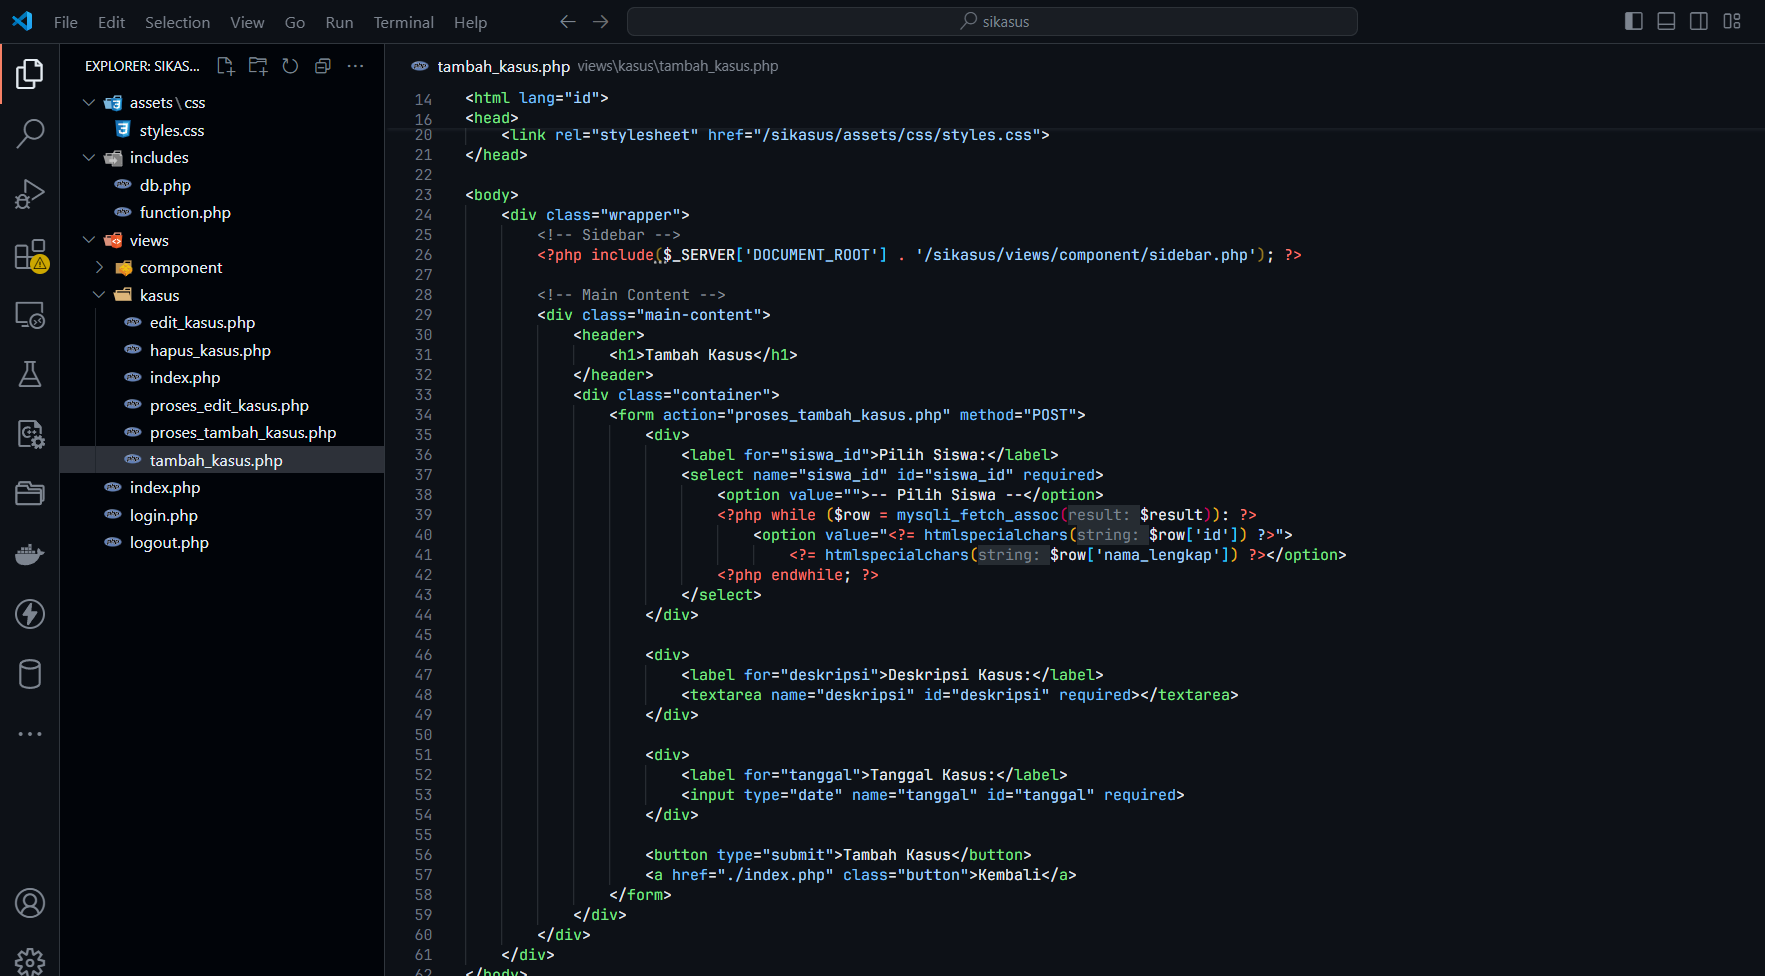 File Edit Selection View Go Run Terminal Help
sikasus
EXPLORER: SIKAS...
assets\css
styles.css
includes
db.php
function.php
views
component
kasus
edit_kasus.php
hapus_kasus.php
index.php
proses_edit_kasus.php
proses_tambah_kasus.php
tambah_kasus.php
index.php
login.php
logout.php
tambah_kasus.php views\kasus\tambah_kasus.php
14 <html lang="id">
16 <head>
20 <link rel="stylesheet" href="/sikasus/assets/css/styles.css">
21 </head>
22
23 <body>
24 <div class="wrapper">
25 <!-- Sidebar -->
26 <?php include($_SERVER['DOCUMENT_ROOT'] . '/sikasus/views/component/sidebar.php'); ?>
27
28 <!-- Main Content -->
29 <div class="main-content">
30 <header>
31 <h1>Tambah Kasus</h1>
32 </header>
33 <div class="container">
34 <form action="proses_tambah_kasus.php" method="POST">
35 <div>
36 <label for="siswa_id">Pilih Siswa:</label>
37 <select name="siswa_id" id="siswa_id" required>
38 <option value="">-- Pilih Siswa --</option>
39 <?php while ($row = mysqli_fetch_assoc(result: $result)): ?>
40 <option value="<?= htmlspecialchars(string: $row['id']) ?>">
41 <?= htmlspecialchars(string: $row['nama_lengkap']) ?></option>
42 <?php endwhile; ?>
43 </select>
44 </div>
45
46 <div>
47 <label for="deskripsi">Deskripsi Kasus:</label>
48 <textarea name="deskripsi" id="deskripsi" required></textarea>
49 </div>
50
51 <div>
52 <label for="tanggal">Tanggal Kasus:</label>
53 <input type="date" name="tanggal" id="tanggal" required>
54 </div>
55
56 <button type="submit">Tambah Kasus</button>
57 <a href="./index.php" class="button">Kembali</a>
58 </form>
59 </div>
60 </div>
61 </div>
62 </body>